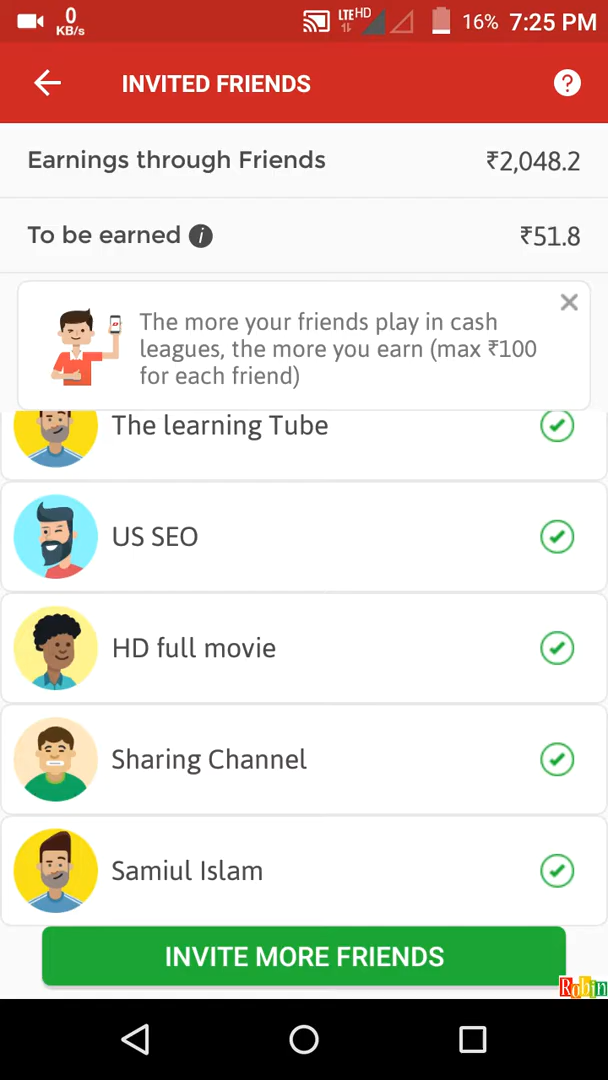 0
KB/s
LTE HD
16% 7:25 PM
INVITED FRIENDS
?
Earnings through Friends
₹2,048.2
To be earned i
₹51.8
The more your friends play in cash
leagues, the more you earn (max ₹100
for each friend)
The learning Tube
US SEO
HD full movie
Sharing Channel
Samiul Islam
INVITE MORE FRIENDS
Robin